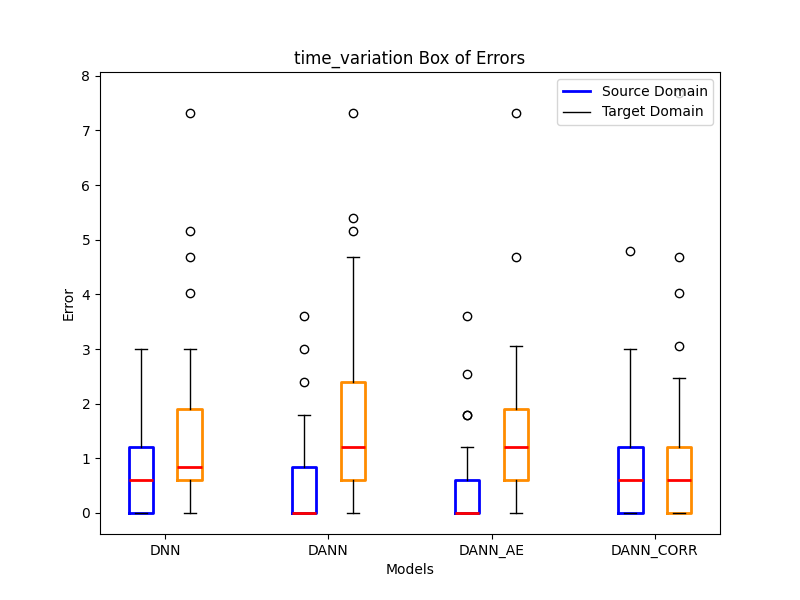 time_variation Box of Errors
Source Domain
Target Domain
8
7
6
5
4
3
2
1
0
Error
DNN
DANN
DANN_AE
DANN_CORR
Models